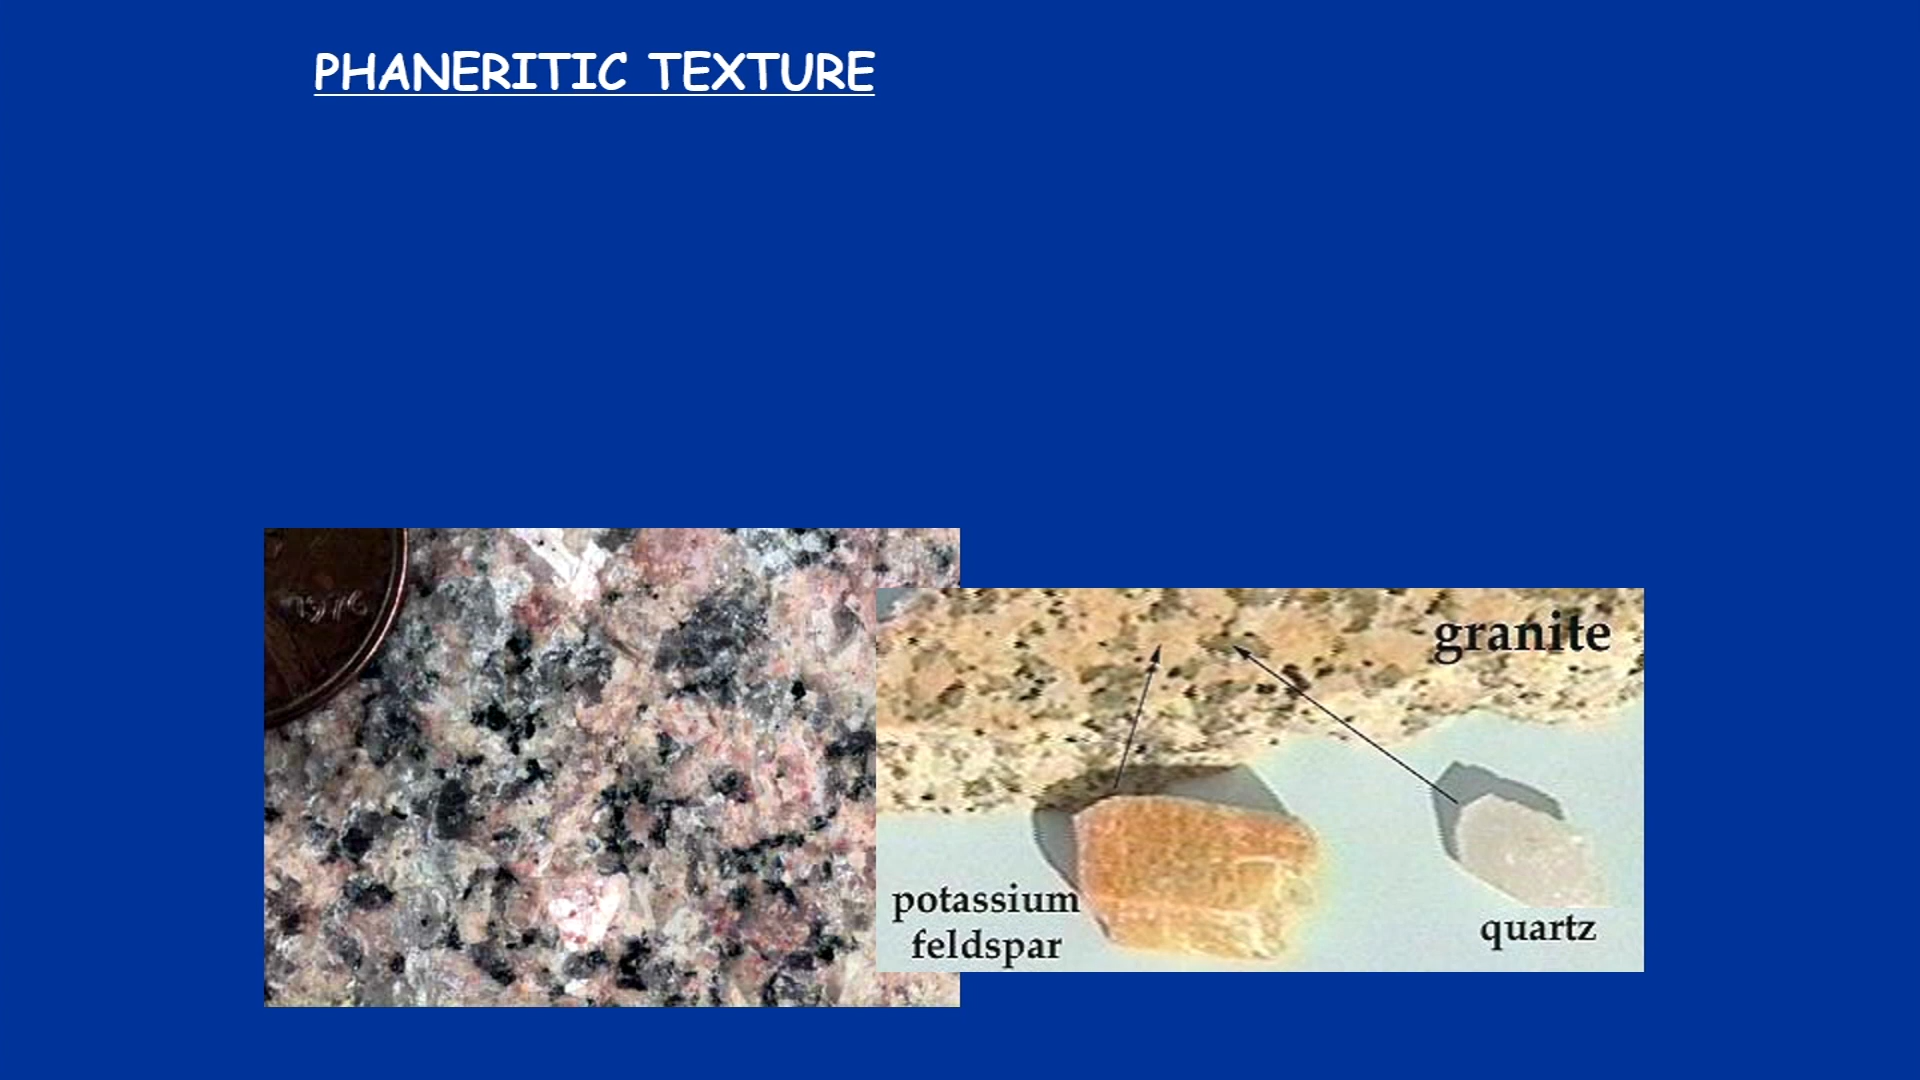 PHANERITIC TEXTURE
granite
potassium
feldspar
quartz